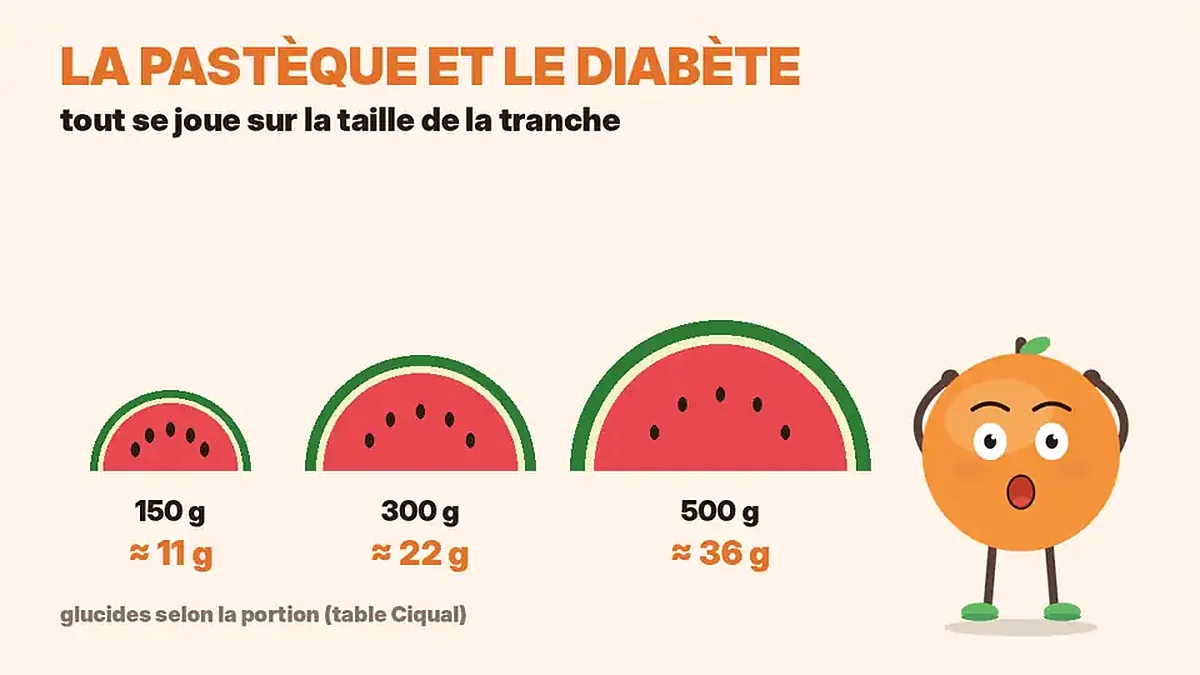 LA PASTÈQUE ET LE DIABÈTE
tout se joue sur la taille de la tranche
150 g
300 g
500 g
≈ 11 g
≈ 22 g
≈ 36 g
glucides selon la portion (table Ciqual)